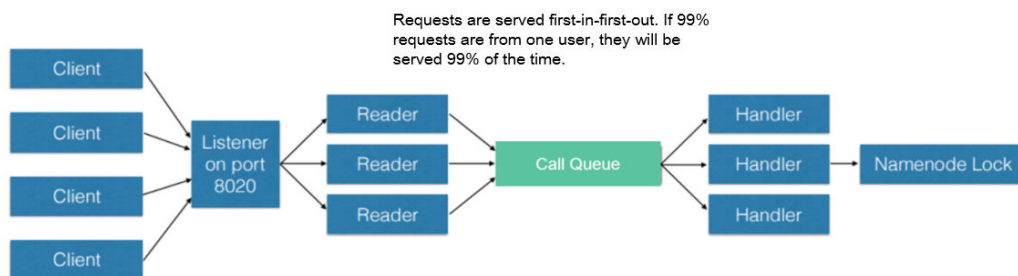 Requests are served first-in-first-out. If 99%
requests are from one user, they will be
served 99% of the time.
Client
Client
Client
Client
Listener
on port
8020
Reader
Reader
Reader
Call Queue
Handler
Handler
Handler
Namenode Lock